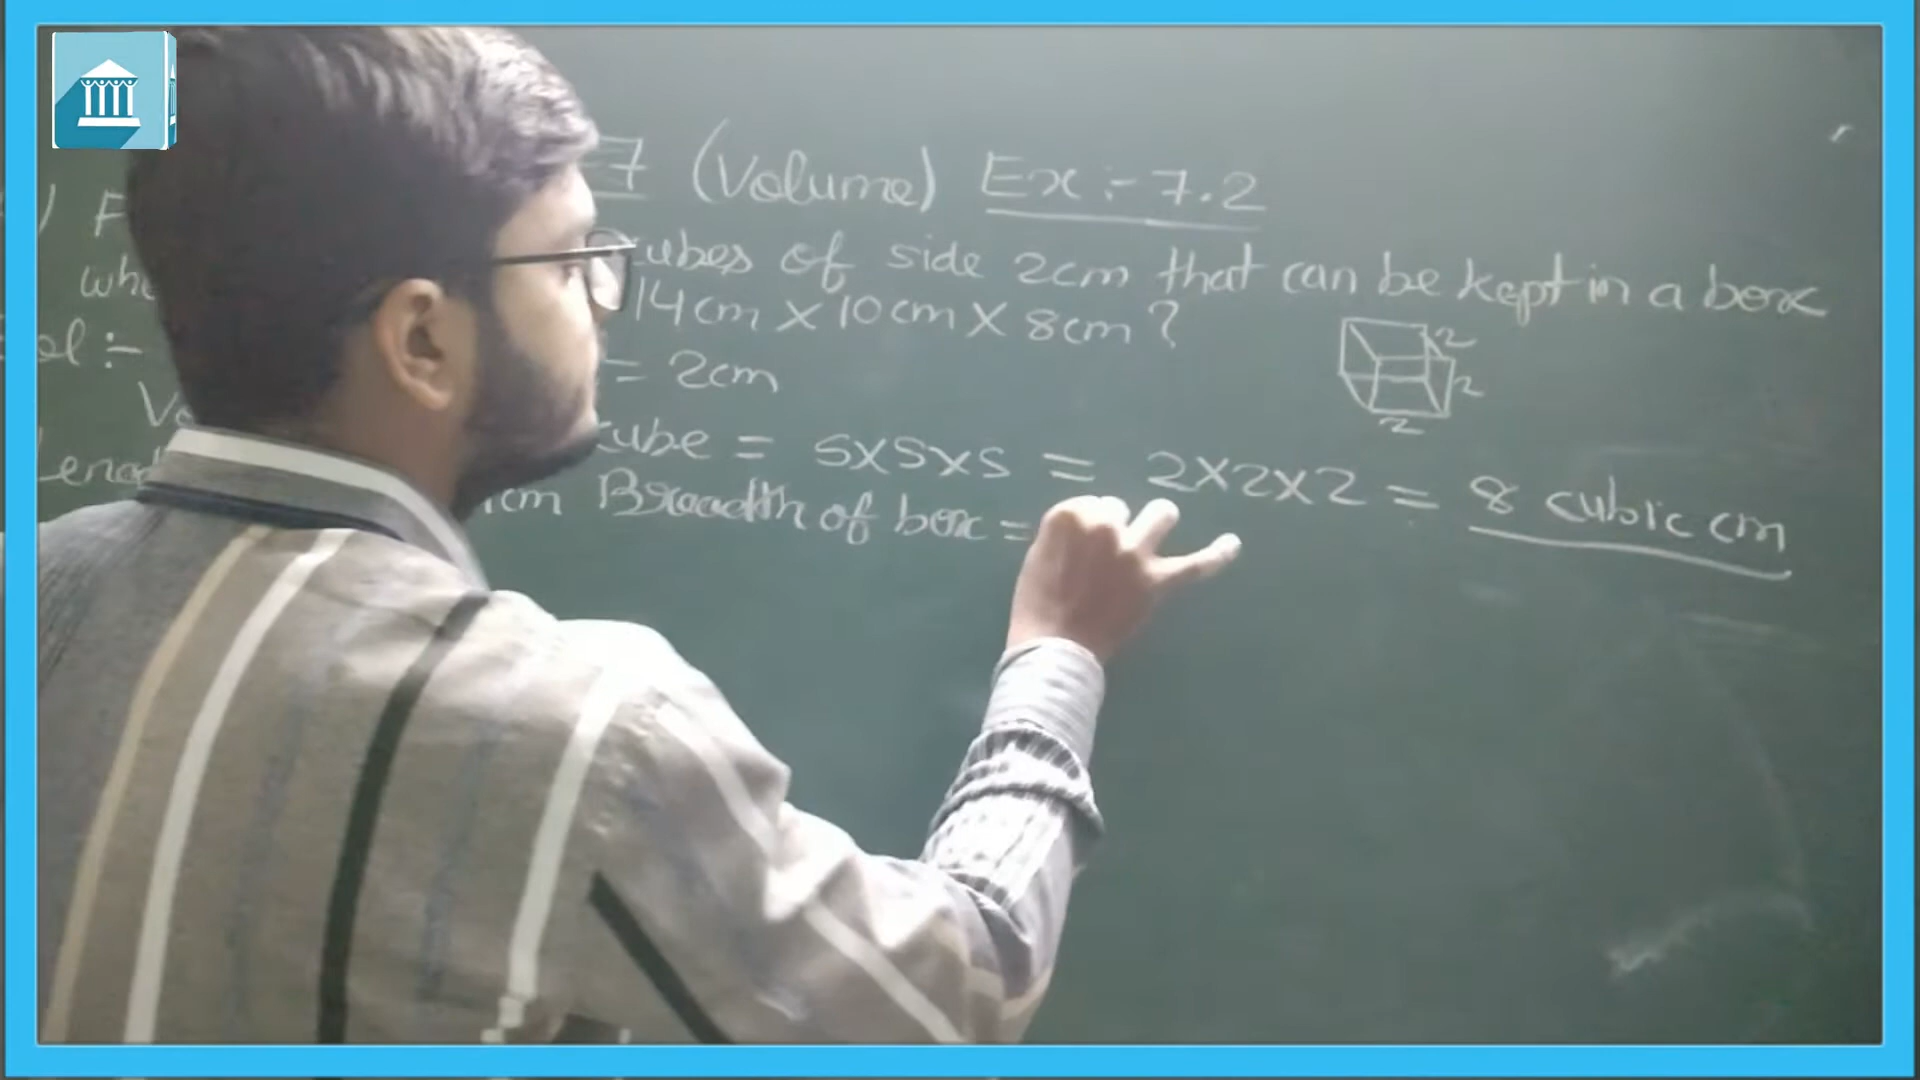 7 (Volume) Ex :- 7.2
) F cubes of side 2cm that can be kept in a box
14cm X 10cm X 8cm ?
ol :- = 2cm
2
2
2
cube = SXSXS = 2X2X2 = 8 cubic cm
cm Breadth of box =